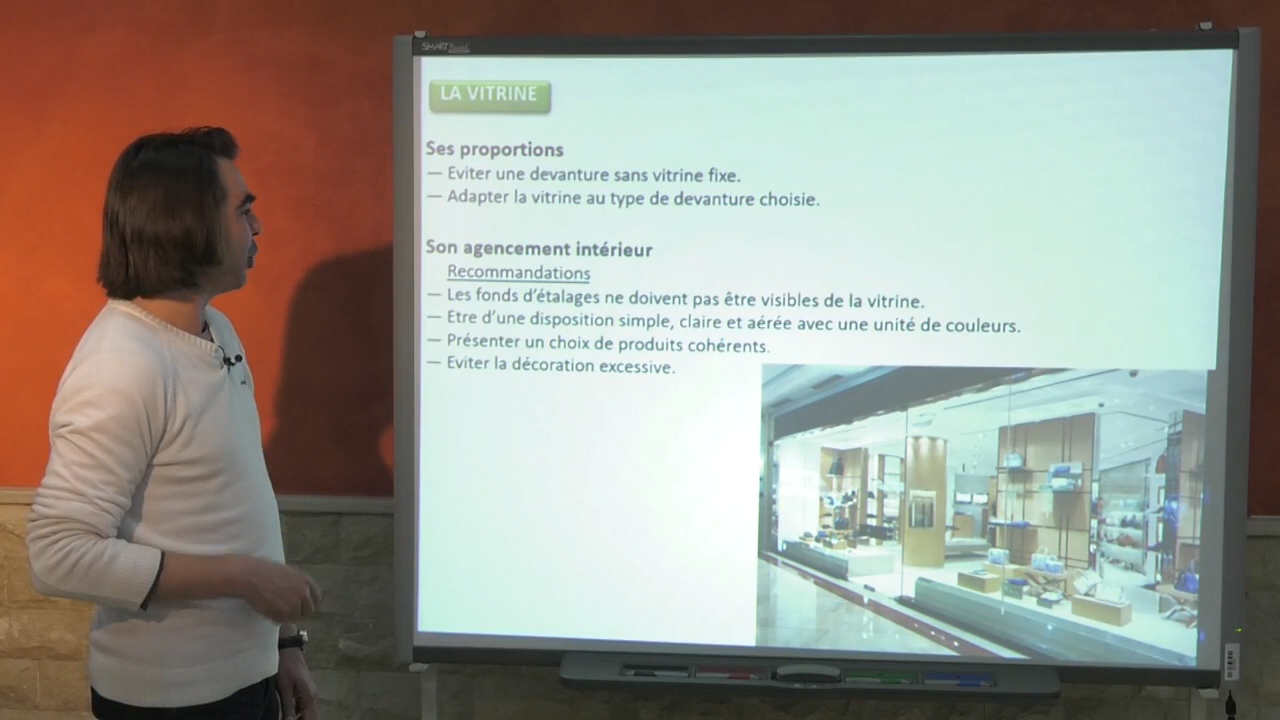 SMART Board
LA VITRINE
Ses proportions
— Eviter une devanture sans vitrine fixe.
— Adapter la vitrine au type de devanture choisie.
Son agencement intérieur
Recommandations
— Les fonds d'étalages ne doivent pas être visibles de la vitrine.
— Etre d'une disposition simple, claire et aérée avec une unité de couleurs.
— Présenter un choix de produits cohérents.
— Eviter la décoration excessive.